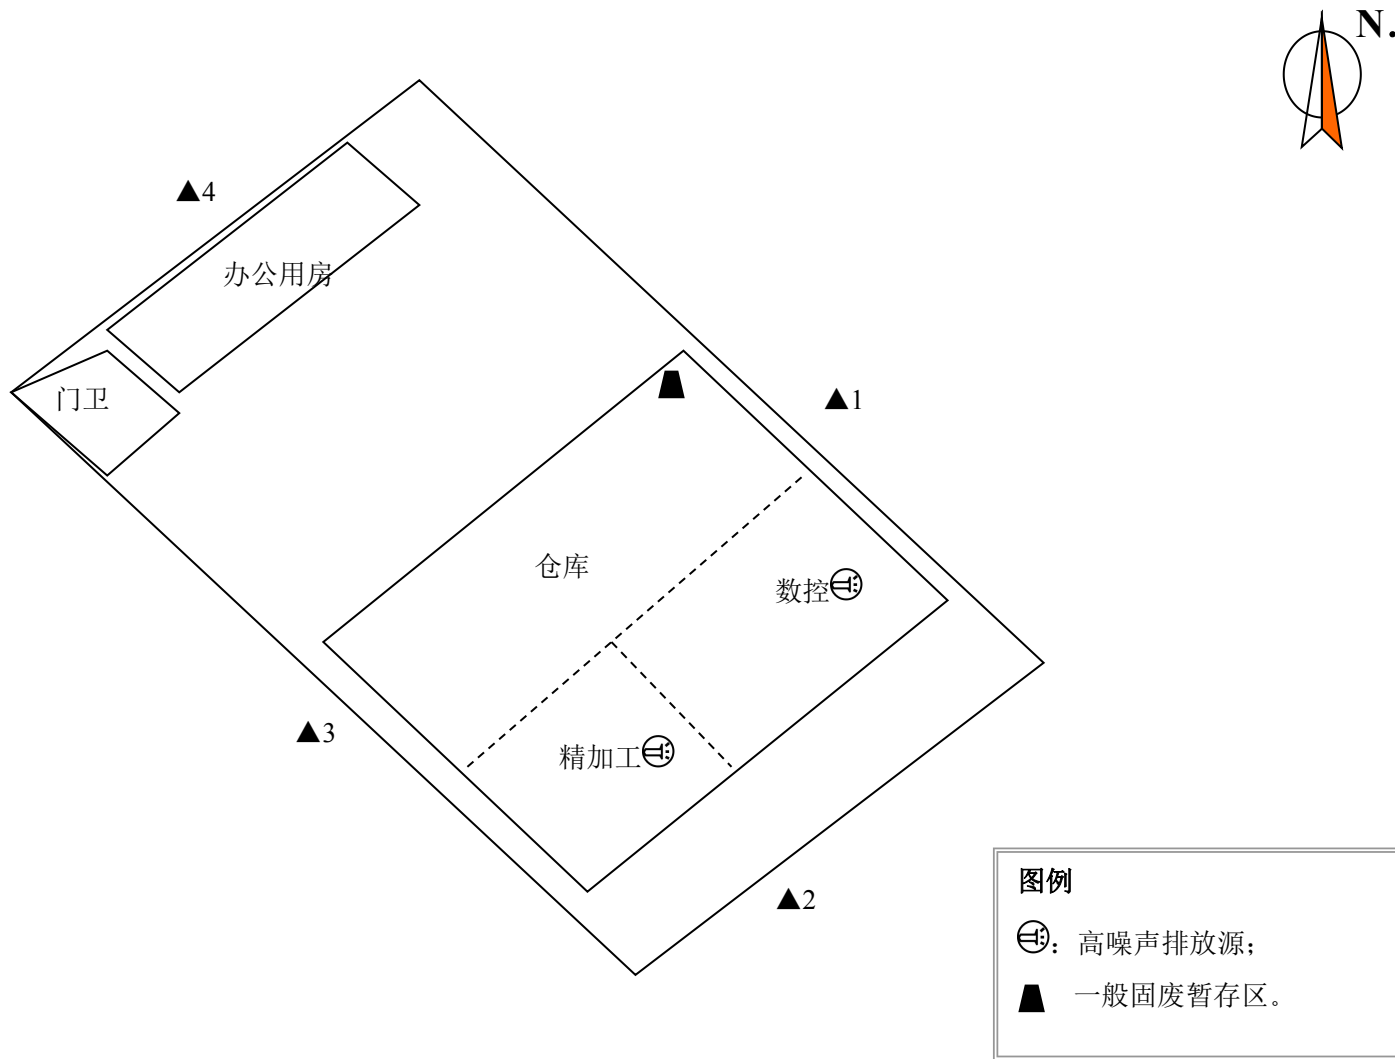 N.
▲4
办公用房
门卫
▲1
仓库
数控
▲3
精加工
▲2
图例
：高噪声排放源；
一般固废暂存区。